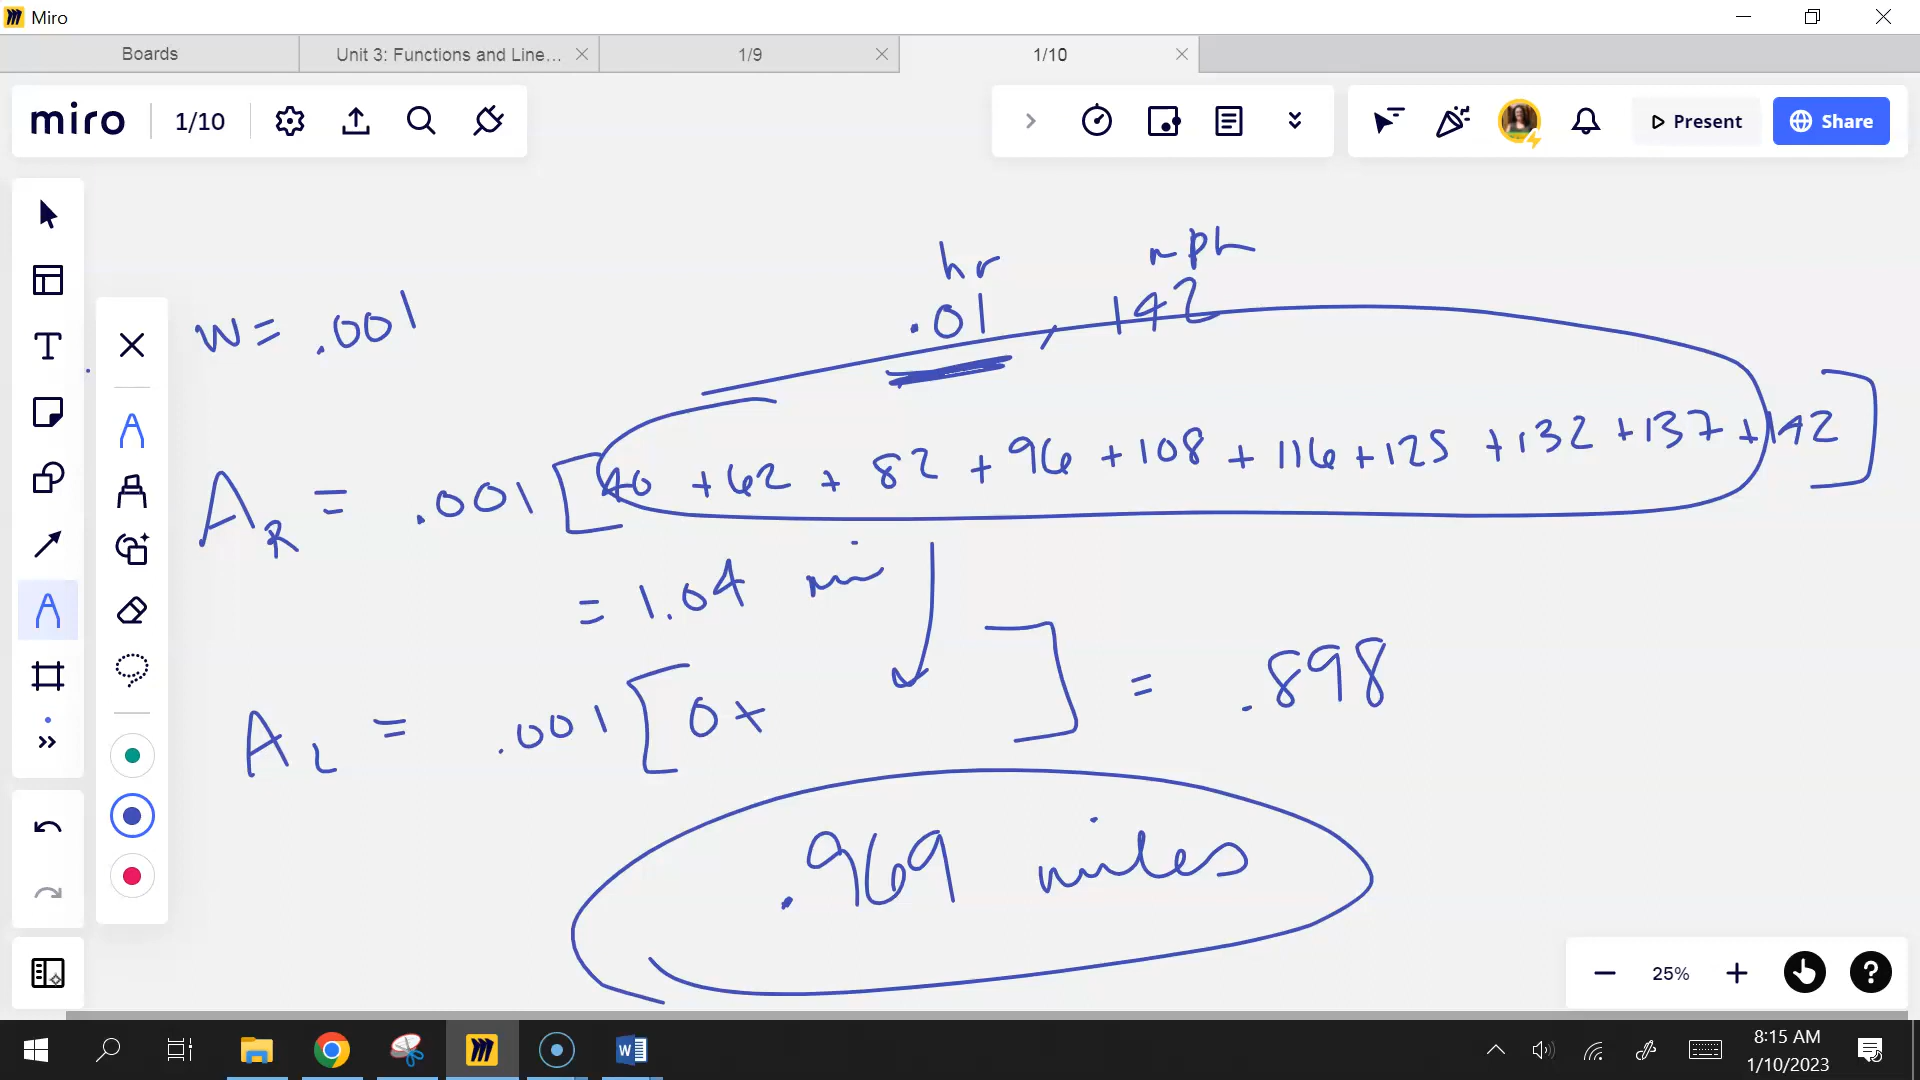 Miro
Boards
Unit 3: Functions and Line...
1/9
1/10
miro
1/10
Present
Share
hr
mph
w = .001
.01 , 142
A_R = .001 [40 + 62 + 82 + 96 + 108 + 116 + 125 + 132 + 137 + 142]
= 1.04 mi
A_L = .001 [0 + ] = .898
.969 miles
25%
8:15 AM
1/10/2023